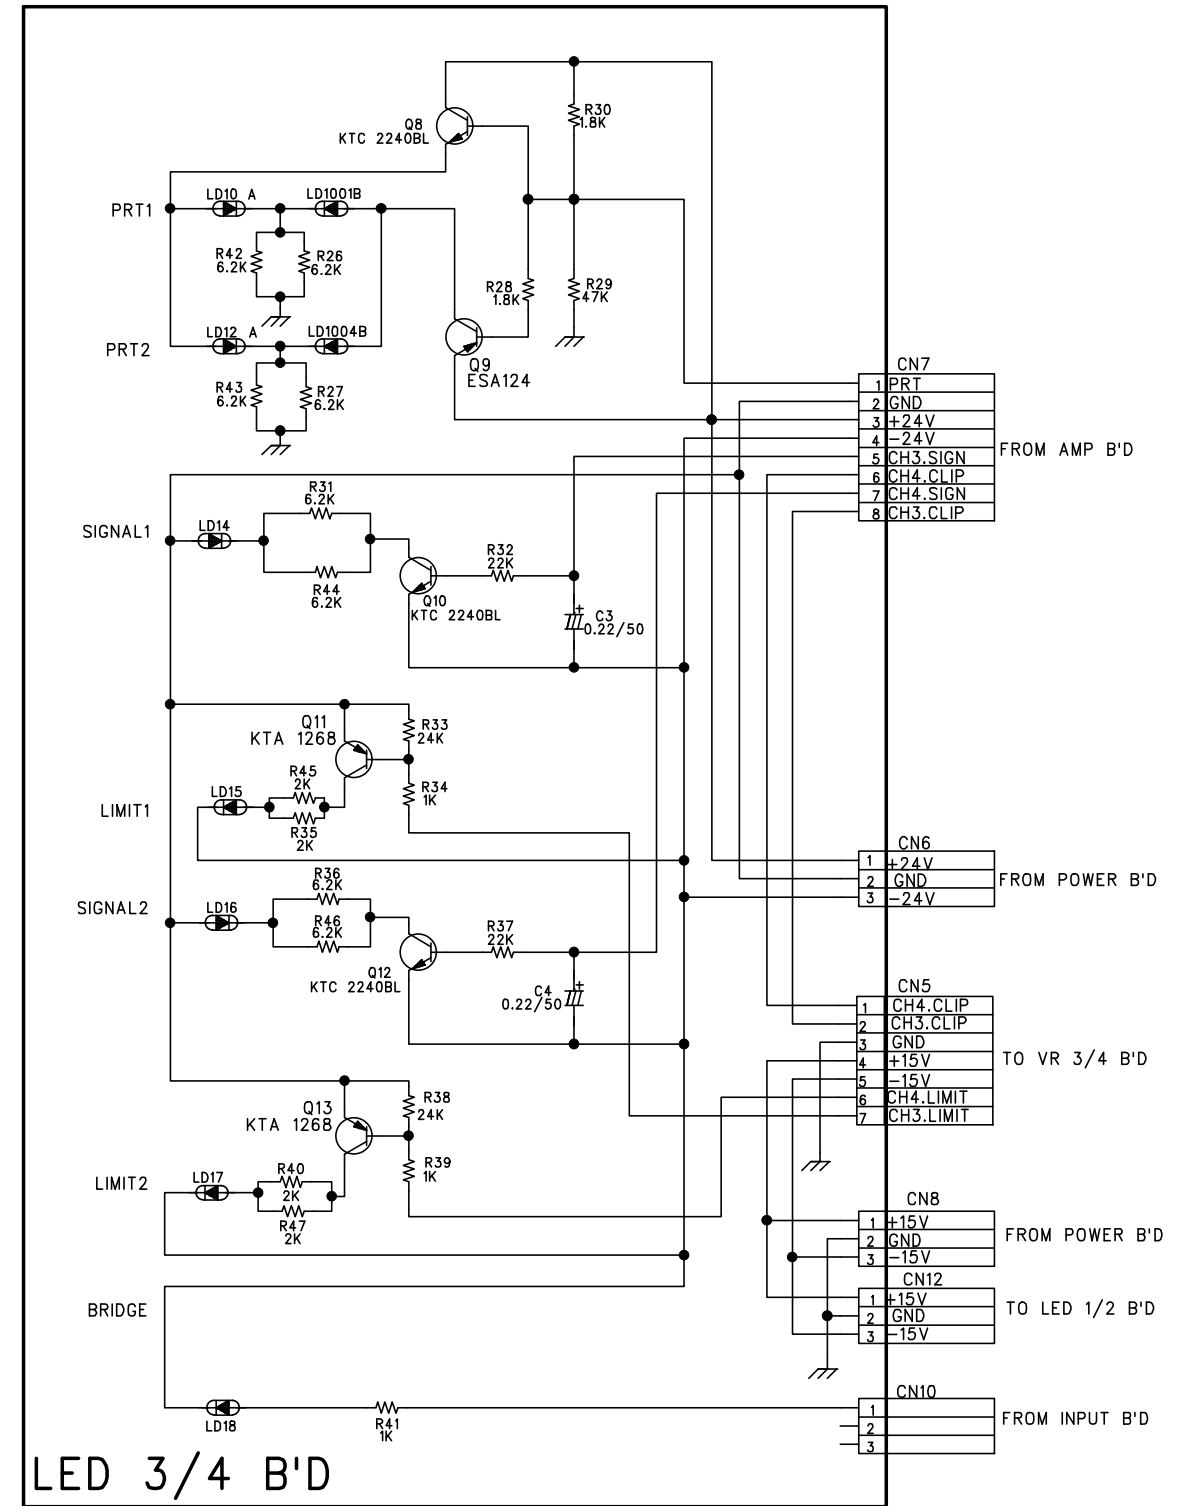 R30
1.8K
Q8
KTC 2240BL
PRT1
LD10 A
LD1001B
R42
6.2K
R26
6.2K
R28
1.8K
R29
47K
PRT2
LD12 A
LD1004B
Q9
ESA124
R43
6.2K
R27
6.2K
CN7
1 PRT
2 GND
3 +24V
4 -24V
5 CH3.SIGN
6 CH4.CLIP
7 CH4.SIGN
8 CH3.CLIP
FROM AMP B'D
SIGNAL1
LD14
R31
6.2K
R44
6.2K
R32
22K
Q10
KTC 2240BL
+
C3
0.22/50
Q11
KTA 1268
R33
24K
R34
1K
R45
2K
R35
2K
LD15
LIMIT1
CN6
1 +24V
2 GND
3 -24V
FROM POWER B'D
SIGNAL2
LD16
R36
6.2K
R46
6.2K
R37
22K
Q12
KTC 2240BL
+
C4
0.22/50
CN5
1 CH4.CLIP
2 CH3.CLIP
3 GND
4 +15V
5 -15V
6 CH4.LIMIT
7 CH3.LIMIT
TO VR 3/4 B'D
Q13
KTA 1268
R38
24K
R39
1K
LIMIT2
LD17
R40
2K
R47
2K
CN8
1 +15V
2 GND
3 -15V
FROM POWER B'D
CN12
1 +15V
2 GND
3 -15V
TO LED 1/2 B'D
BRIDGE
LD18
R41
1K
CN10
1
2
3
FROM INPUT B'D
LED 3/4 B'D